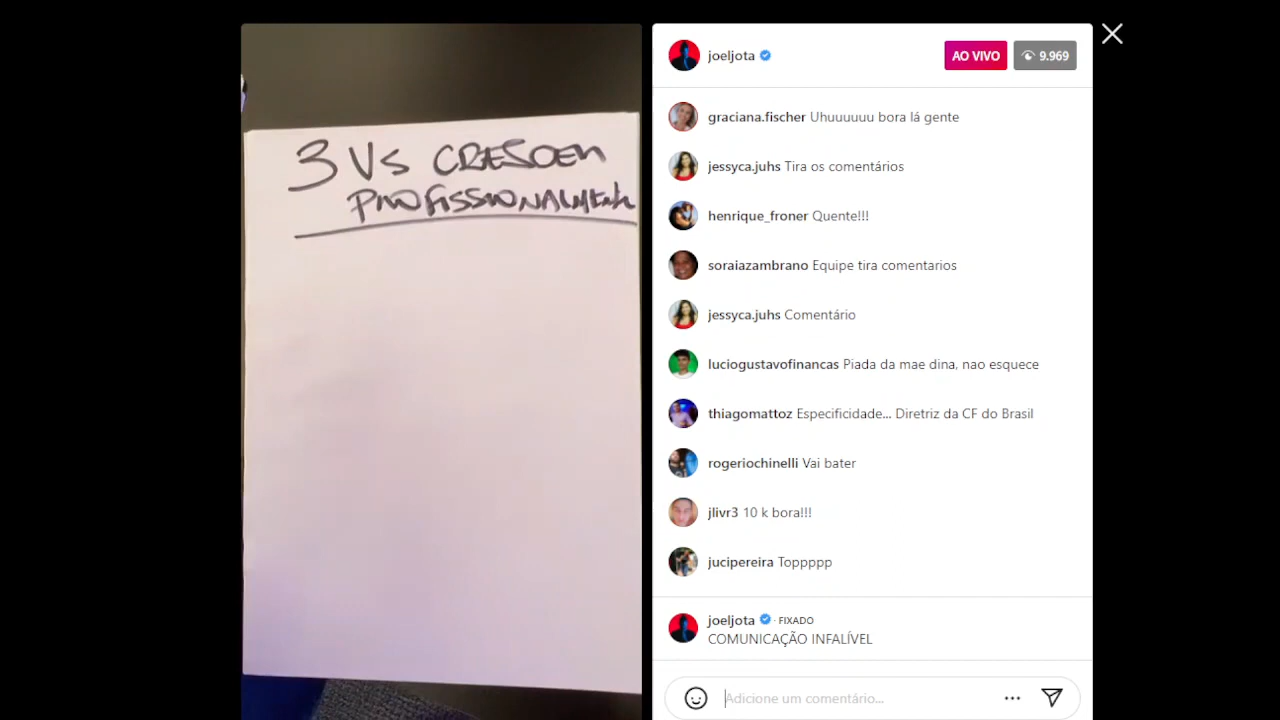 3 Vs CRESCER
PROFISSIONALMENTE
joeljota
AO VIVO
9.969
graciana.fischer Uhuuuuuu bora lá gente
jessyca.juhs Tira os comentários
henrique_froner Quente!!!
soraiazambrano Equipe tira comentarios
jessyca.juhs Comentário
luciogustavofinancas Piada da mae dina, nao esquece
thiagomattoz Especificidade... Diretriz da CF do Brasil
rogeriochinelli Vai bater
jlivr3 10 k bora!!!
jucipereira Toppppp
joeljota · FIXADO
COMUNICAÇÃO INFALÍVEL
Adicione um comentário...